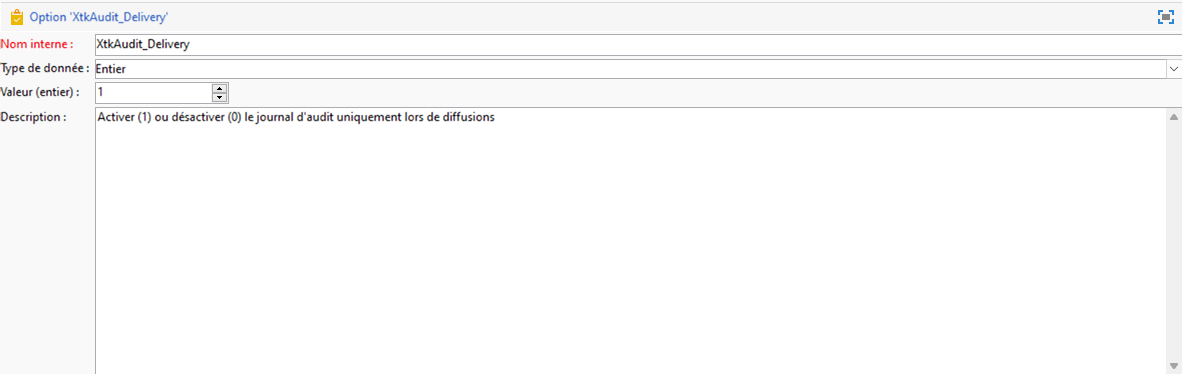 Option 'XtkAudit_Delivery'
Nom interne : XtkAudit_Delivery
Type de donnée : Entier
Valeur (entier) : 1
Description : Activer (1) ou désactiver (0) le journal d'audit uniquement lors de diffusions